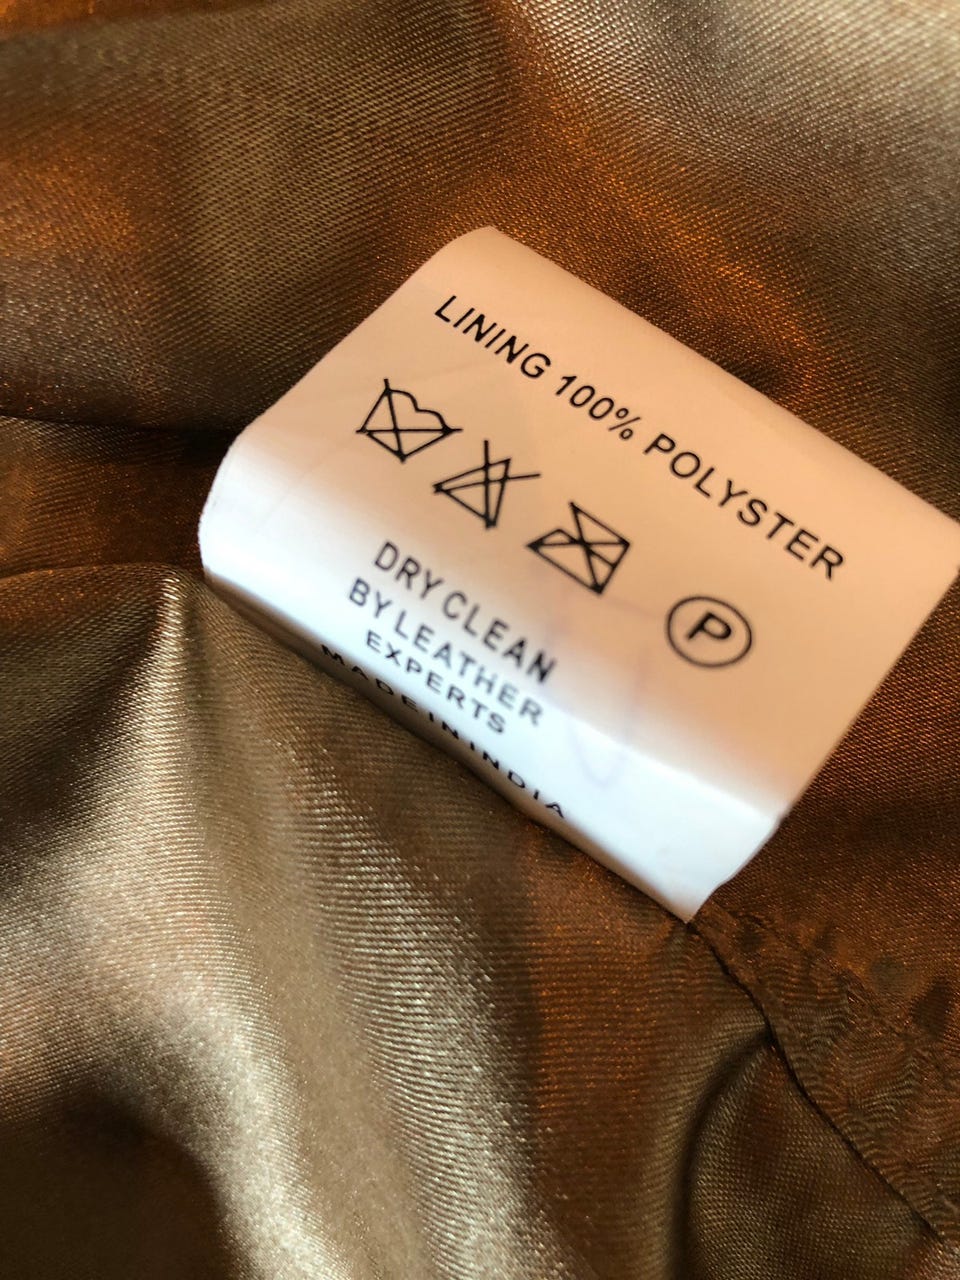 LINING 100% POLYSTER
P
DRY CLEAN
BY LEATHER
EXPERTS
MADE IN INDIA